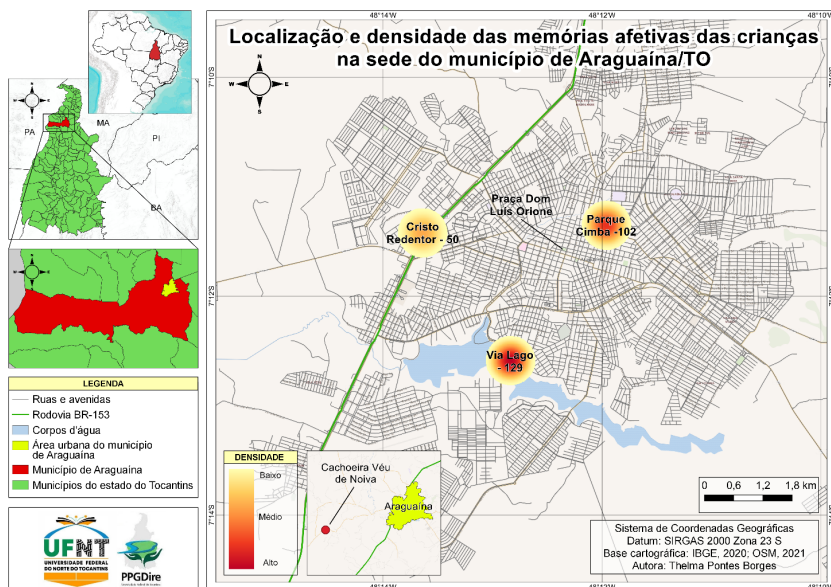 Localização e densidade das memórias afetivas das crianças
na sede do município de Araguaína/TO
48°14'W
48°12'W
48°10'W
7°10'S
7°12'S
7°14'S
N
W
E
S
PA
MA
PI
BA
Praça Dom
Luís Orione
Cristo
Redentor - 50
Parque
Cimba -102
Via Lago
- 129
LEGENDA
Ruas e avenidas
Rodovia BR-153
Corpos d'água
Área urbana do município
de Araguaína
Município de Araguaína
Municípios do estado do Tocantins
DENSIDADE
Baixo
Médio
Alto
Cachoeira Véu
de Noiva
Araguaína
0 0,6 1,2 1,8 km
Sistema de Coordenadas Geográficas
Datum: SIRGAS 2000 Zona 23 S
Base cartográfica: IBGE, 2020; OSM, 2021
Autora: Thelma Pontes Borges
UFNT
UNIVERSIDADE FEDERAL
DO NORTE DO TOCANTINS
PPGDire